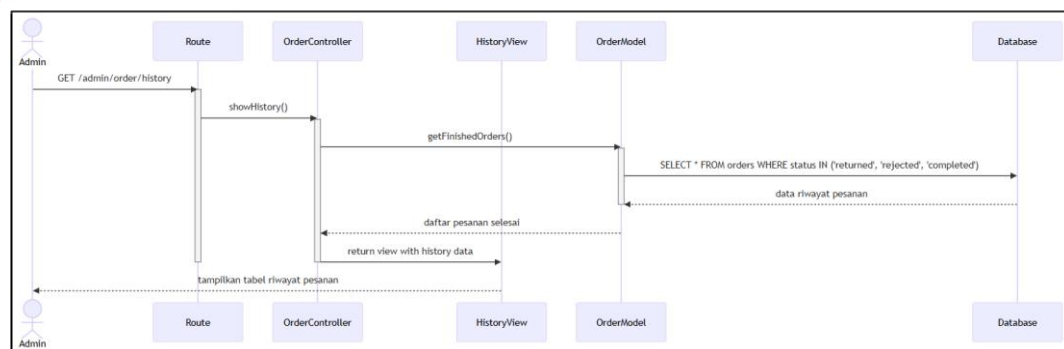 Route
OrderController
HistoryView
OrderModel
Database
Admin
GET /admin/order/history
showHistory()
getFinishedOrders()
SELECT * FROM orders WHERE status IN ('returned', 'rejected', 'completed')
data riwayat pesanan
daftar pesanan selesai
return view with history data
tampilkan tabel riwayat pesanan
Route
OrderController
HistoryView
OrderModel
Database
Admin